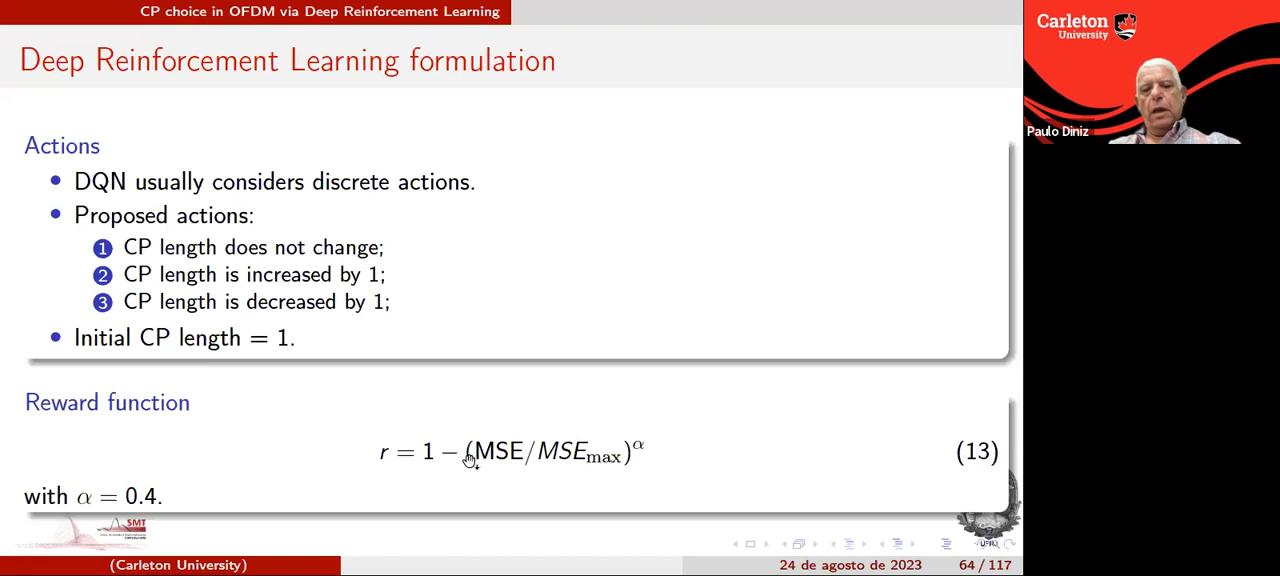 CP choice in OFDM via Deep Reinforcement Learning
Deep Reinforcement Learning formulation
Actions
• DQN usually considers discrete actions.
• Proposed actions:
1 CP length does not change;
2 CP length is increased by 1;
3 CP length is decreased by 1;
• Initial CP length = 1.
Reward function
r = 1 − (MSE/MSEmax)^α (13)
with α = 0.4.
SMT
UFRJ
(Carleton University)
24 de agosto de 2023
64 / 117
Carleton
University
Paulo Diniz